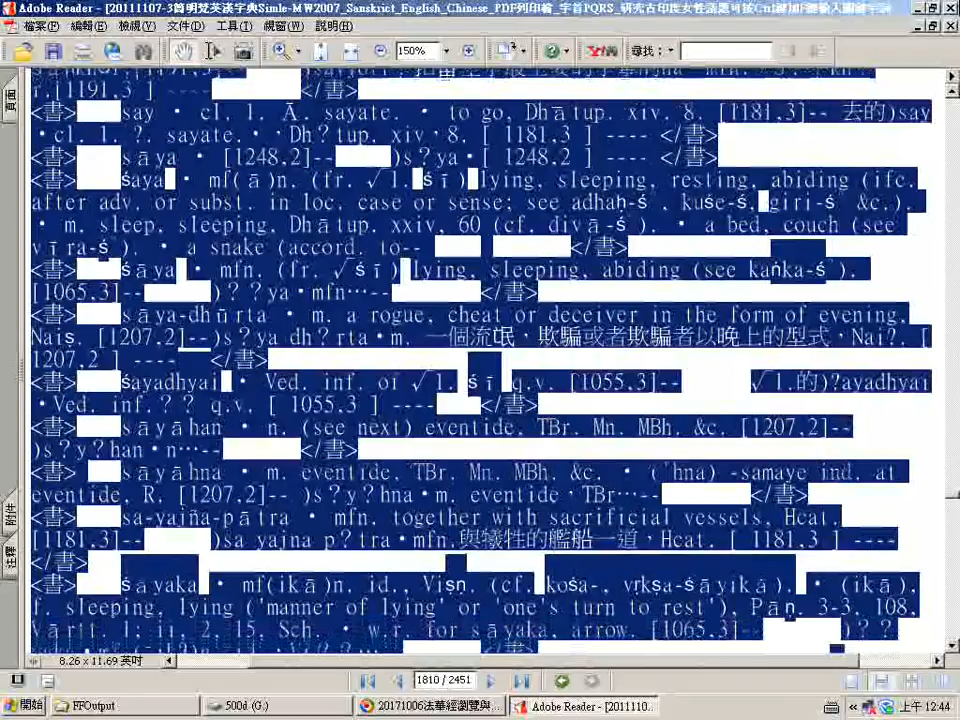 Adobe Reader - [20111107-3簡明梵英漢字典Simle-MW2007_Sanskrict_English_Chinese_PDF列印檔_字首PQRS_研究古印度女性議題可按Ctrl鍵加F鍵輸入關鍵字
檔案(F) 編輯(E) 檢視(V) 文件(D) 工具(T) 視窗(W) 說明(H)
150% 尋找：
頁面
r.[1191,3 ] ---- </書>
<書> say • cl. 1. Ā. sayate. • to go, Dhātup. xiv, 8. [1181,3]-- 去的)say
•cl. 1. ?. sayate. •Dh?tup. xiv，8. [ 1181,3 ] ---- </書>
<書> sāya • [1248,2]-- )s?ya•[ 1248,2 ] ---- </書>
<書> śaya • mf(ā)n. (fr. √1. śī) lying, sleeping, resting, abiding (ifc.
after adv. or subst. in loc. case or sense; see adhaḥ-ś , kuśe-ś, giri-ś &c.).
• m. sleep, sleeping, Dhātup. xxiv, 60 (cf. divā-ś ). • a bed, couch (see
vīra-ś ). • a snake (accord. to-- </書>
<書> śāya • mfn. (fr. √śī) lying, sleeping, abiding (see kaṅka-ś ).
[1065,3]-- )??ya•mfn…-- </書>
<書> sāya-dhūrta • m. a rogue, cheat or deceiver in the form of evening,
Naiṣ. [1207,2]--)s?ya dh?rta•m. 一個流氓，欺騙或者欺騙者以晚上的型式，Nai?. [
1207,2 ] ---- </書>
<書> śayadhyai • Ved. inf. of √1. śī q.v. [1055,3]-- √1.的)?ayadhyai
•Ved. inf.?? q.v. [ 1055,3 ] ---- </書>
<書> sāyāhan • n. (see next) eventide, TBr. Mn. MBh. &c. [1207,2]--
)s?y?han•n…-- </書>
<書> sāyāhna • m. eventide, TBr. Mn. MBh. &c. • ('hna) -samaye ind. at
eventide, R. [1207,2]-- )s?y?hna•m. eventide，TBr…-- </書>
<書> sa-yajña-pātra • mfn. together with sacrificial vessels, Hcat.
[1181,3]-- )sa yajna p?tra•mfn.與犧牲的艦船一道，Hcat. [ 1181,3 ] ----
</書>
<書> śāyaka • mf(ikā)n. id., Viṣṇ. (cf. kośa-, vṛkṣa-śāyikā). • (ikā),
f. sleeping, lying ('manner of lying' or 'one's turn to rest'), Pāṇ. 3-3, 108,
Vārtt. 1; ii, 2, 15, Sch. • w.r. for sāyaka, arrow. [1065,3]-- )??
附件
注釋
8.26 x 11.69 英吋
1810 / 2451
開始 FFOutput 500d (G:) 20171006法華經瀏覽與... Adobe Reader - [201110... 上午 12:44